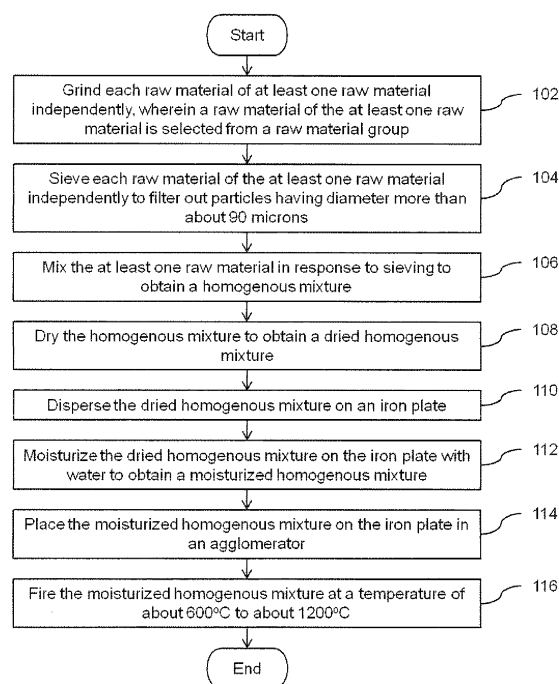 Start
Grind each raw material of at least one raw material
independently, wherein a raw material of the at least one raw
material is selected from a raw material group
102
Sieve each raw material of the at least one raw material
independently to filter out particles having diameter more than
about 90 microns
104
Mix the at least one raw material in response to sieving to
obtain a homogenous mixture
106
Dry the homogenous mixture to obtain a dried homogenous
mixture
108
Disperse the dried homogenous mixture on an iron plate
110
Moisturize the dried homogenous mixture on the iron plate with
water to obtain a moisturized homogenous mixture
112
Place the moisturized homogenous mixture on the iron plate in
an agglomerator
114
Fire the moisturized homogenous mixture at a temperature of
about 600ºC to about 1200ºC
116
End